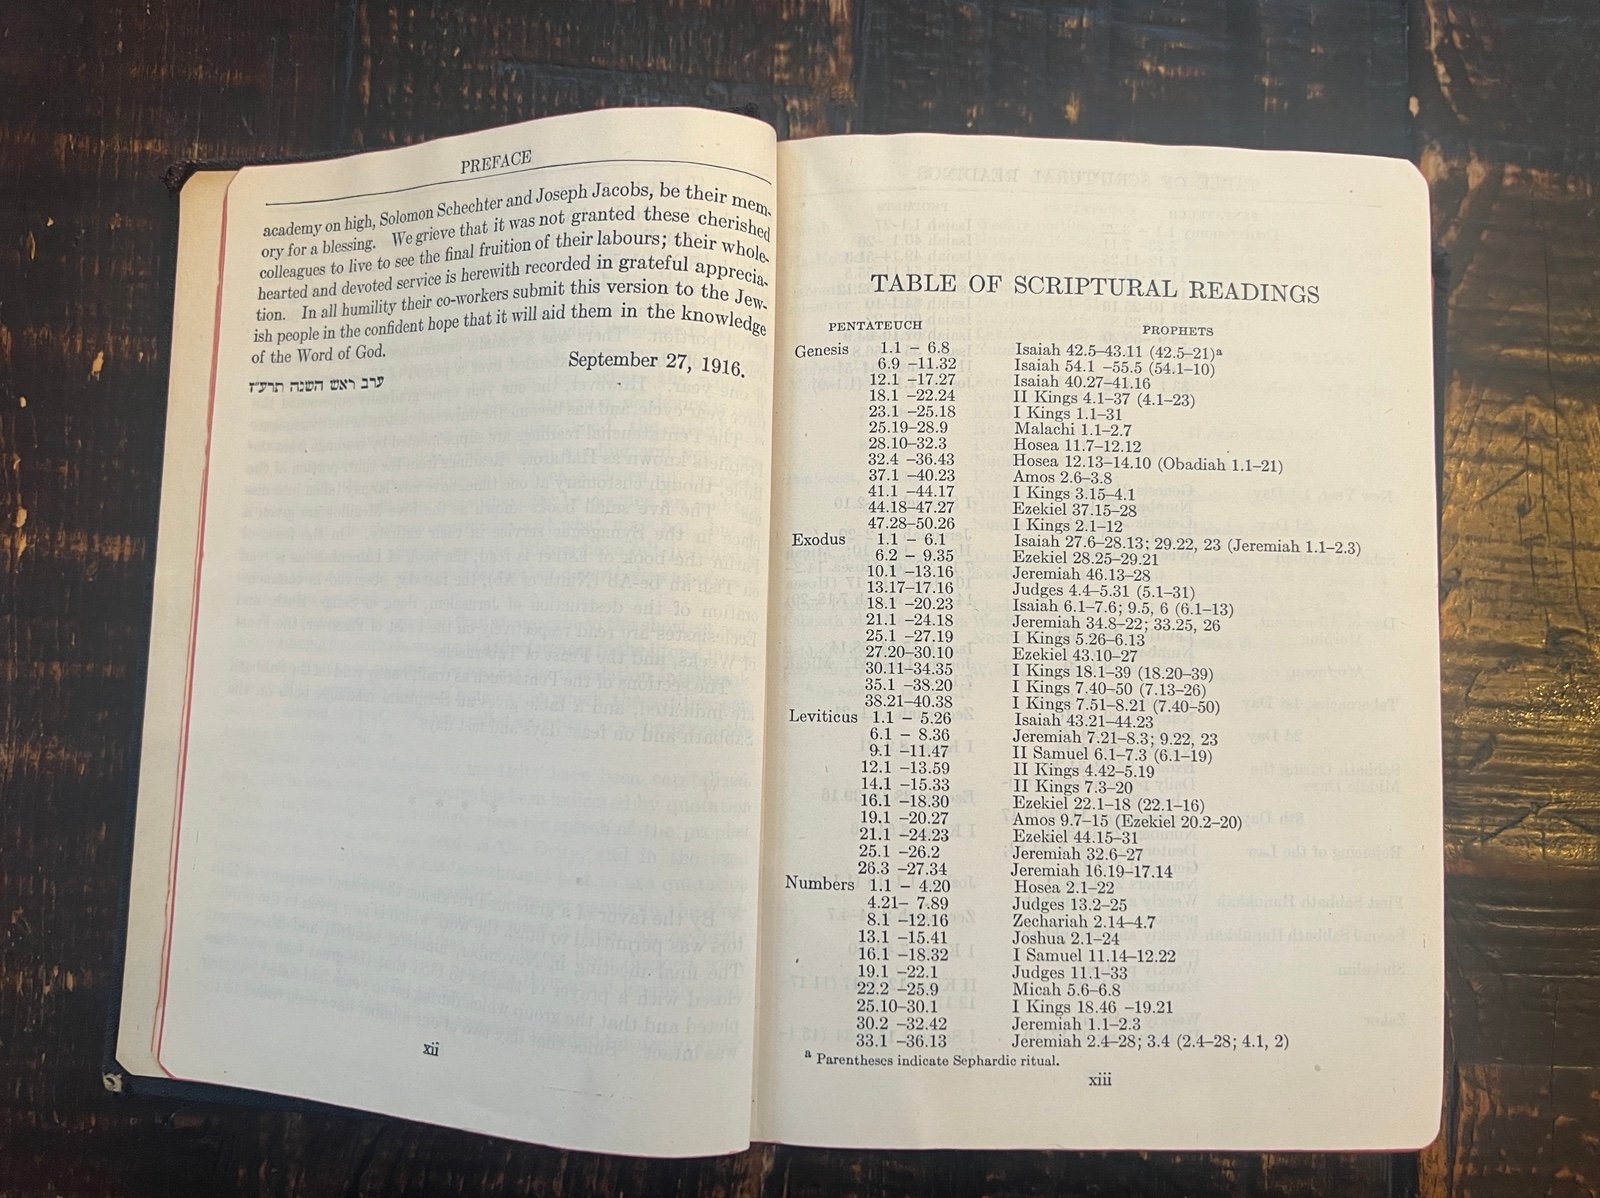 PREFACE
academy on high, Solomon Schechter and Joseph Jacobs, be their mem-
ory for a blessing. We grieve that it was not granted these cherished
colleagues to live to see the final fruition of their labours; their whole-
hearted and devoted service is herewith recorded in grateful apprecia-
tion. In all humility their co-workers submit this version to the Jew-
ish people in the confident hope that it will aid them in the knowledge
of the Word of God.
September 27, 1916.
ערב ראש השנה תרע״ז
xii
TABLE OF SCRIPTURAL READINGS
PENTATEUCH PROPHETS
Genesis 1.1 – 6.8 Isaiah 42.5–43.11 (42.5–21)ᵃ
6.9 –11.32 Isaiah 54.1 –55.5 (54.1–10)
12.1 –17.27 Isaiah 40.27–41.16
18.1 –22.24 II Kings 4.1–37 (4.1–23)
23.1 –25.18 I Kings 1.1–31
25.19–28.9 Malachi 1.1–2.7
28.10–32.3 Hosea 11.7–12.12
32.4 –36.43 Hosea 12.13–14.10 (Obadiah 1.1–21)
37.1 –40.23 Amos 2.6–3.8
41.1 –44.17 I Kings 3.15–4.1
44.18–47.27 Ezekiel 37.15–28
47.28–50.26 I Kings 2.1–12
Exodus 1.1 – 6.1 Isaiah 27.6–28.13; 29.22, 23 (Jeremiah 1.1–2.3)
6.2 – 9.35 Ezekiel 28.25–29.21
10.1 –13.16 Jeremiah 46.13–28
13.17–17.16 Judges 4.4–5.31 (5.1–31)
18.1 –20.23 Isaiah 6.1–7.6; 9.5, 6 (6.1–13)
21.1 –24.18 Jeremiah 34.8–22; 33.25, 26
25.1 –27.19 I Kings 5.26–6.13
27.20–30.10 Ezekiel 43.10–27
30.11–34.35 I Kings 18.1–39 (18.20–39)
35.1 –38.20 I Kings 7.40–50 (7.13–26)
38.21–40.38 I Kings 7.51–8.21 (7.40–50)
Leviticus 1.1 – 5.26 Isaiah 43.21–44.23
6.1 – 8.36 Jeremiah 7.21–8.3; 9.22, 23
9.1 –11.47 II Samuel 6.1–7.3 (6.1–19)
12.1 –13.59 II Kings 4.42–5.19
14.1 –15.33 II Kings 7.3–20
16.1 –18.30 Ezekiel 22.1–18 (22.1–16)
19.1 –20.27 Amos 9.7–15 (Ezekiel 20.2–20)
21.1 –24.23 Ezekiel 44.15–31
25.1 –26.2 Jeremiah 32.6–27
26.3 –27.34 Jeremiah 16.19–17.14
Numbers 1.1 – 4.20 Hosea 2.1–22
4.21– 7.89 Judges 13.2–25
8.1 –12.16 Zechariah 2.14–4.7
13.1 –15.41 Joshua 2.1–24
16.1 –18.32 I Samuel 11.14–12.22
19.1 –22.1 Judges 11.1–33
22.2 –25.9 Micah 5.6–6.8
25.10–30.1 I Kings 18.46 –19.21
30.2 –32.42 Jeremiah 1.1–2.3
33.1 –36.13 Jeremiah 2.4–28; 3.4 (2.4–28; 4.1, 2)
ᵃ Parentheses indicate Sephardic ritual.
xiii